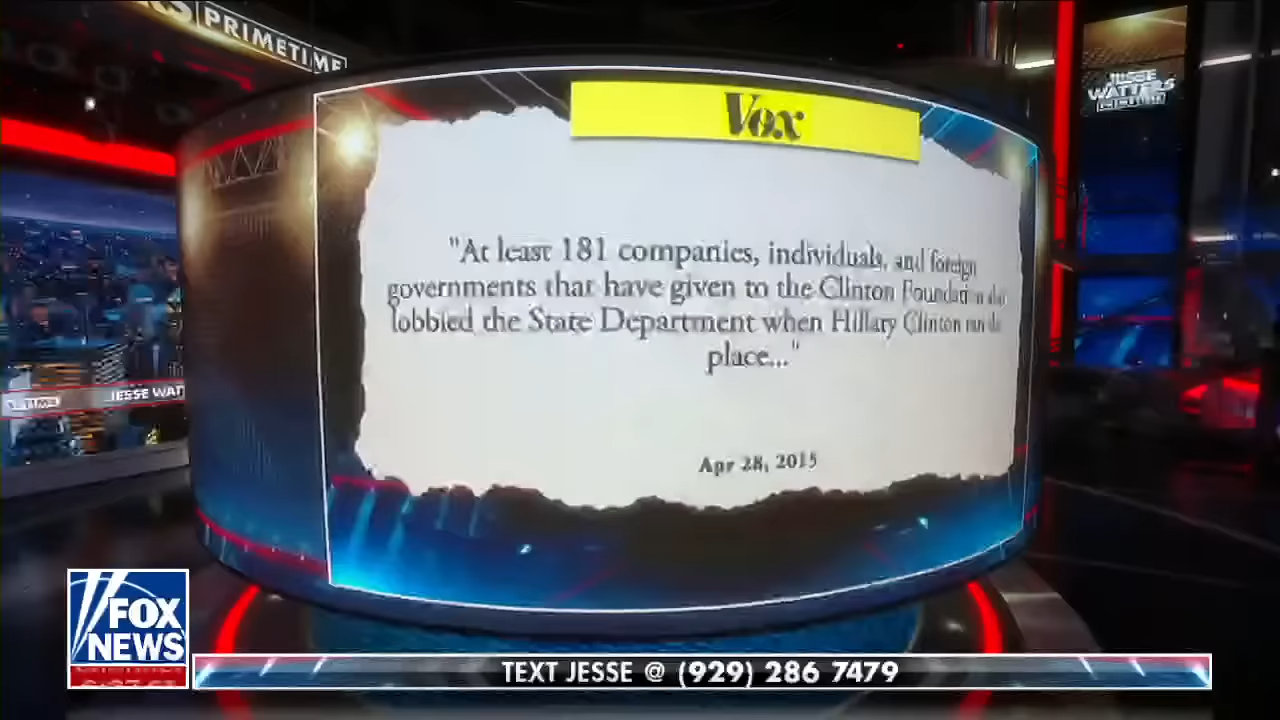 PRIMETIME
JESSE
WATTERS
Vox
"At least 181 companies, individuals, and foreign
governments that have given to the Clinton Foundation also
lobbied the State Department when Hillary Clinton ran the
place..."
Apr 28, 2015
JESSE WAT
FOX
NEWS
TEXT JESSE @ (929) 286 7479